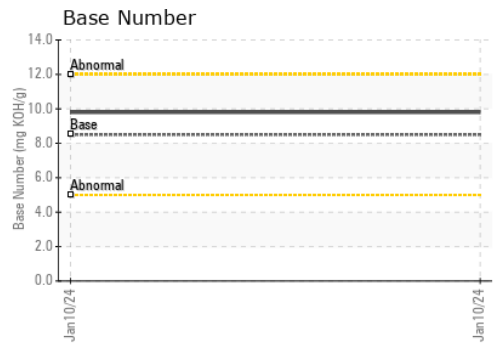 Base Number
Base Number (mg KOH/g)
14.0
12.0
10.0
8.0
6.0
4.0
2.0
0.0
Abnormal
Base
Abnormal
Jan10/24
Jan10/24